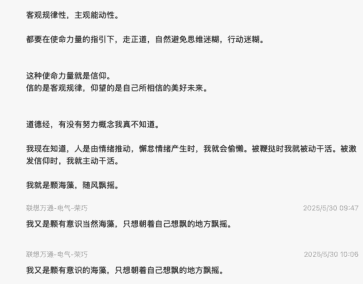 客观规律性，主观能动性。
都要在使命力量的指引下，走正道，自然避免思维迷糊，行动迷糊。
这种使命力量就是信仰。
信的是客观规律，仰望的是自己所相信的美好未来。
道德经，有没有努力概念我真不知道。
我现在知道，人是由情绪推动，懈怠情绪产生时，我就会偷懒。被鞭挞时我就被动干活。被激
发信仰时，我就主动干活。
我就是颗海藻，随风飘摇。
联想万通-电气-荣巧 2025/5/30 09:47
我又是颗有意识当然海藻，只想朝着自己想飘的地方飘摇。
联想万通-电气-荣巧 2025/5/30 10:06
我又是颗有意识的海藻，只想朝着自己想飘的地方飘摇。